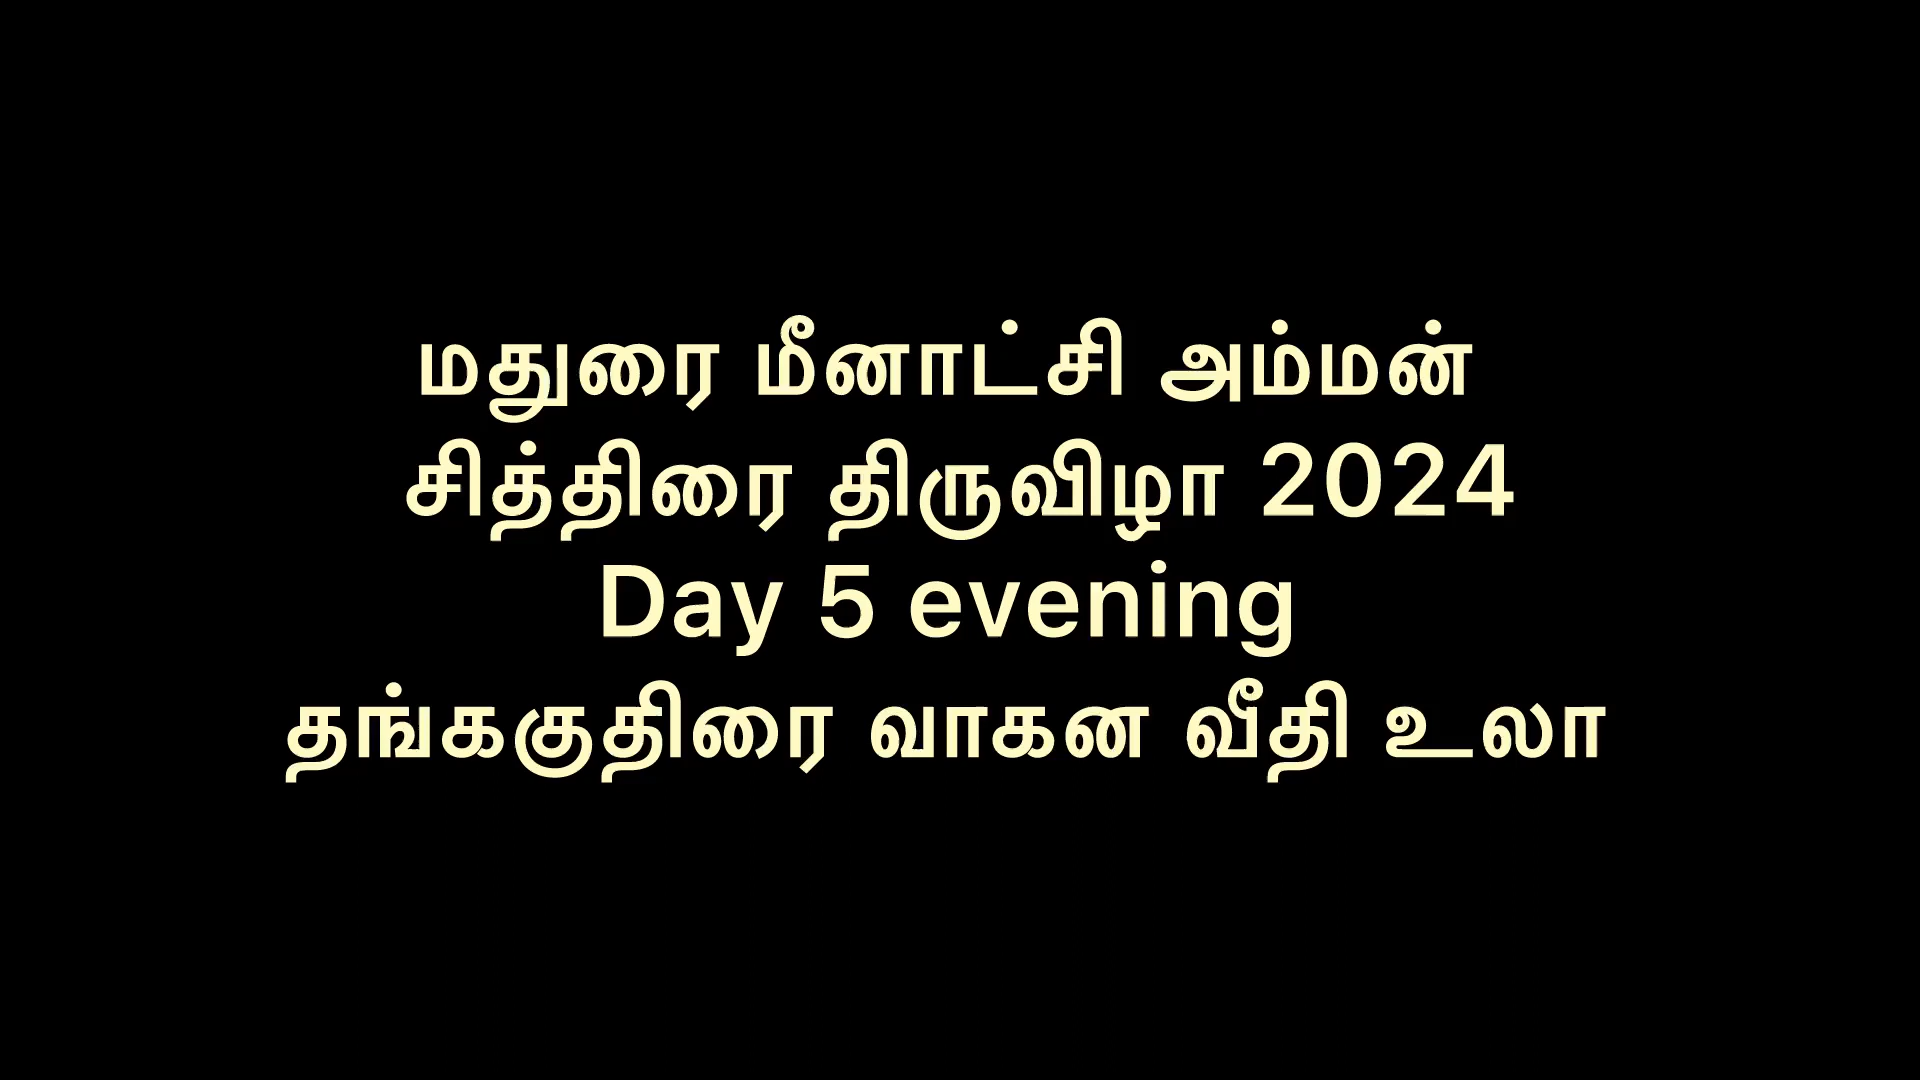 மதுரை மீனாட்சி அம்மன்
சித்திரை திருவிழா 2024
Day 5 evening
தங்ககுதிரை வாகன வீதி உலா